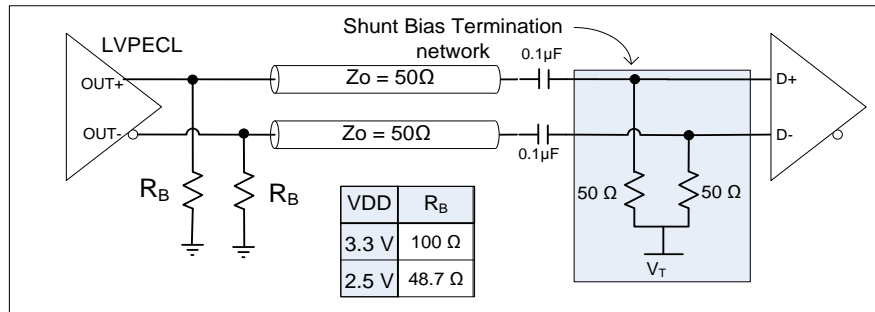 Shunt Bias Termination
network
LVPECL
0.1µF
OUT+
Zo = 50Ω
D+
OUT-
Zo = 50Ω
D-
0.1µF
R_B
R_B
50 Ω
50 Ω
V_T
VDD R_B
3.3 V 100 Ω
2.5 V 48.7 Ω